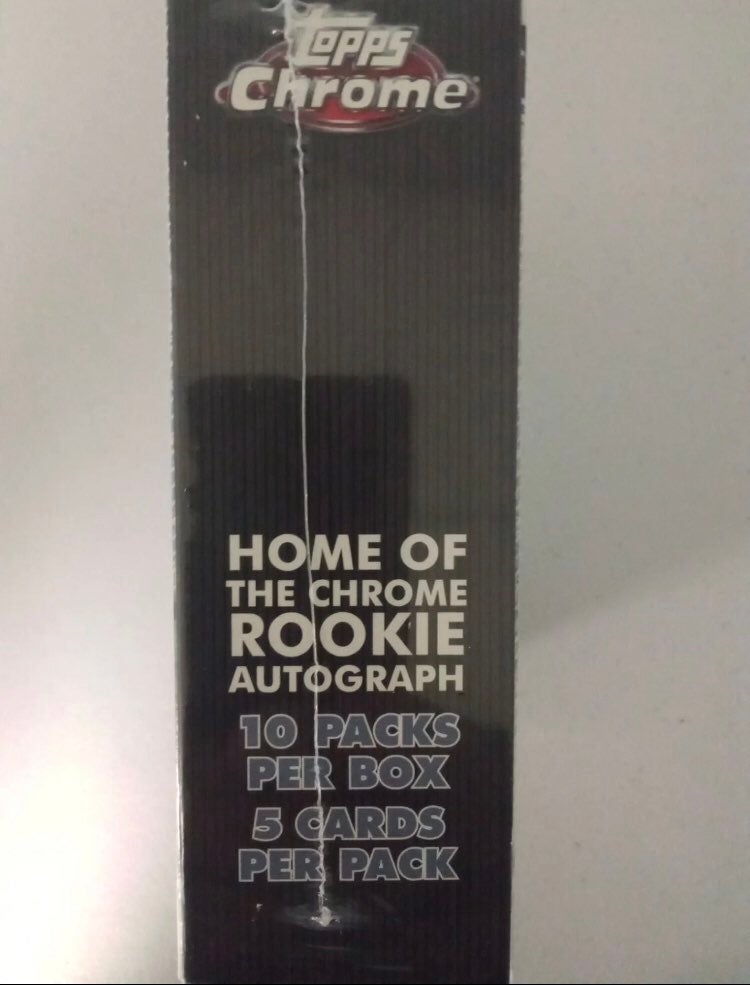 Topps
Chrome
HOME OF
THE CHROME
ROOKIE
AUTOGRAPH
10 PACKS
PER BOX
5 CARDS
PER PACK